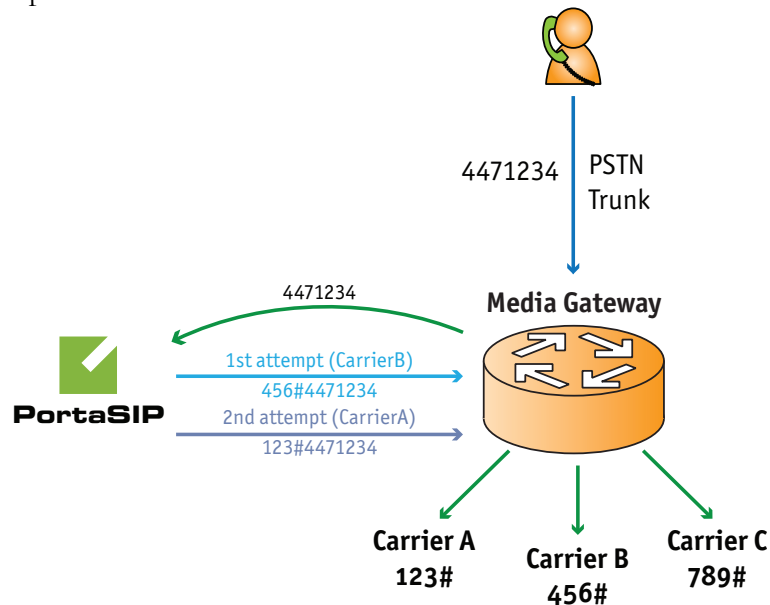 4471234
PSTN
Trunk
4471234
Media Gateway
1st attempt (CarrierB)
456#4471234
PortaSIP
2nd attempt (CarrierA)
123#4471234
Carrier A
123#
Carrier B
456#
Carrier C
789#